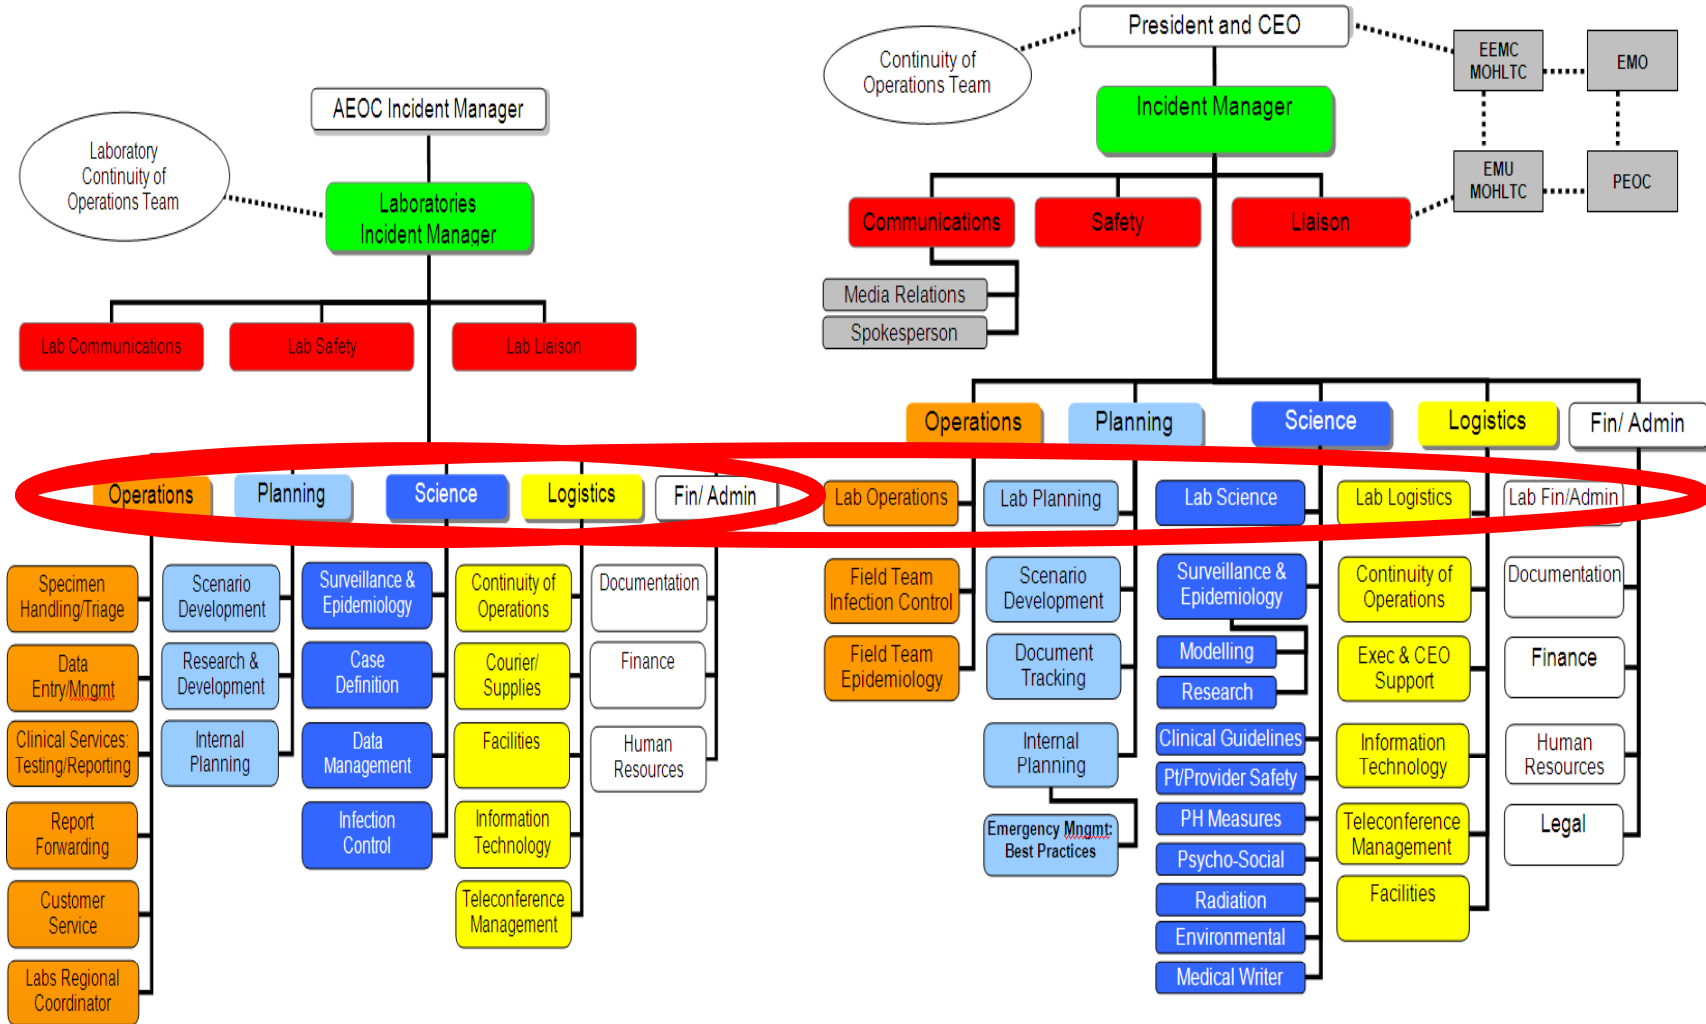 AEOC Incident Manager
Laboratory
Continuity of
Operations Team
Laboratories
Incident Manager
Lab Communications
Lab Safety
Lab Liaison
Operations
Planning
Science
Logistics
Fin/ Admin
Specimen
Handling/Triage
Data
Entry/Mngmt
Clinical Services:
Testing/Reporting
Report
Forwarding
Customer
Service
Labs Regional
Coordinator
Scenario
Development
Research &
Development
Internal
Planning
Surveillance &
Epidemiology
Case
Definition
Data
Management
Infection
Control
Continuity of
Operations
Courier/
Supplies
Facilities
Information
Technology
Teleconference
Management
Documentation
Finance
Human
Resources
President and CEO
Continuity of
Operations Team
Incident Manager
EEMC
MOHLTC
EMO
EMU
MOHLTC
PEOC
Communications
Safety
Liaison
Media Relations
Spokesperson
Operations
Planning
Science
Logistics
Fin/ Admin
Lab Operations
Lab Planning
Lab Science
Lab Logistics
Lab Fin/Admin
Field Team
Infection Control
Field Team
Epidemiology
Scenario
Development
Document
Tracking
Internal
Planning
Emergency Mngmt:
Best Practices
Surveillance &
Epidemiology
Modelling
Research
Clinical Guidelines
Pt/Provider Safety
PH Measures
Psycho-Social
Radiation
Environmental
Medical Writer
Continuity of
Operations
Exec & CEO
Support
Information
Technology
Teleconference
Management
Facilities
Documentation
Finance
Human
Resources
Legal